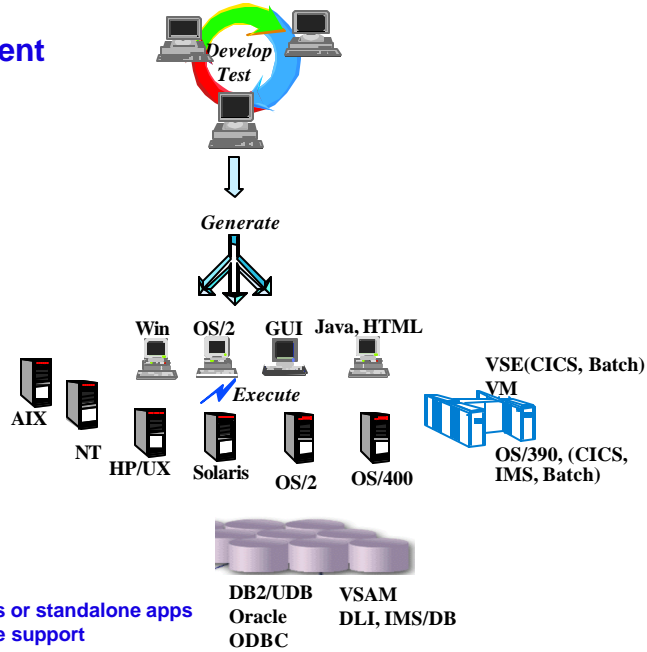 ent
Develop
Test
Generate
Win OS/2 GUI Java, HTML
VSE(CICS, Batch)
VM
Execute
AIX
NT
HP/UX
Solaris
OS/2
OS/400
OS/390, (CICS,
IMS, Batch)
DB2/UDB
Oracle
ODBC
VSAM
DLI, IMS/DB
s or standalone apps
e support